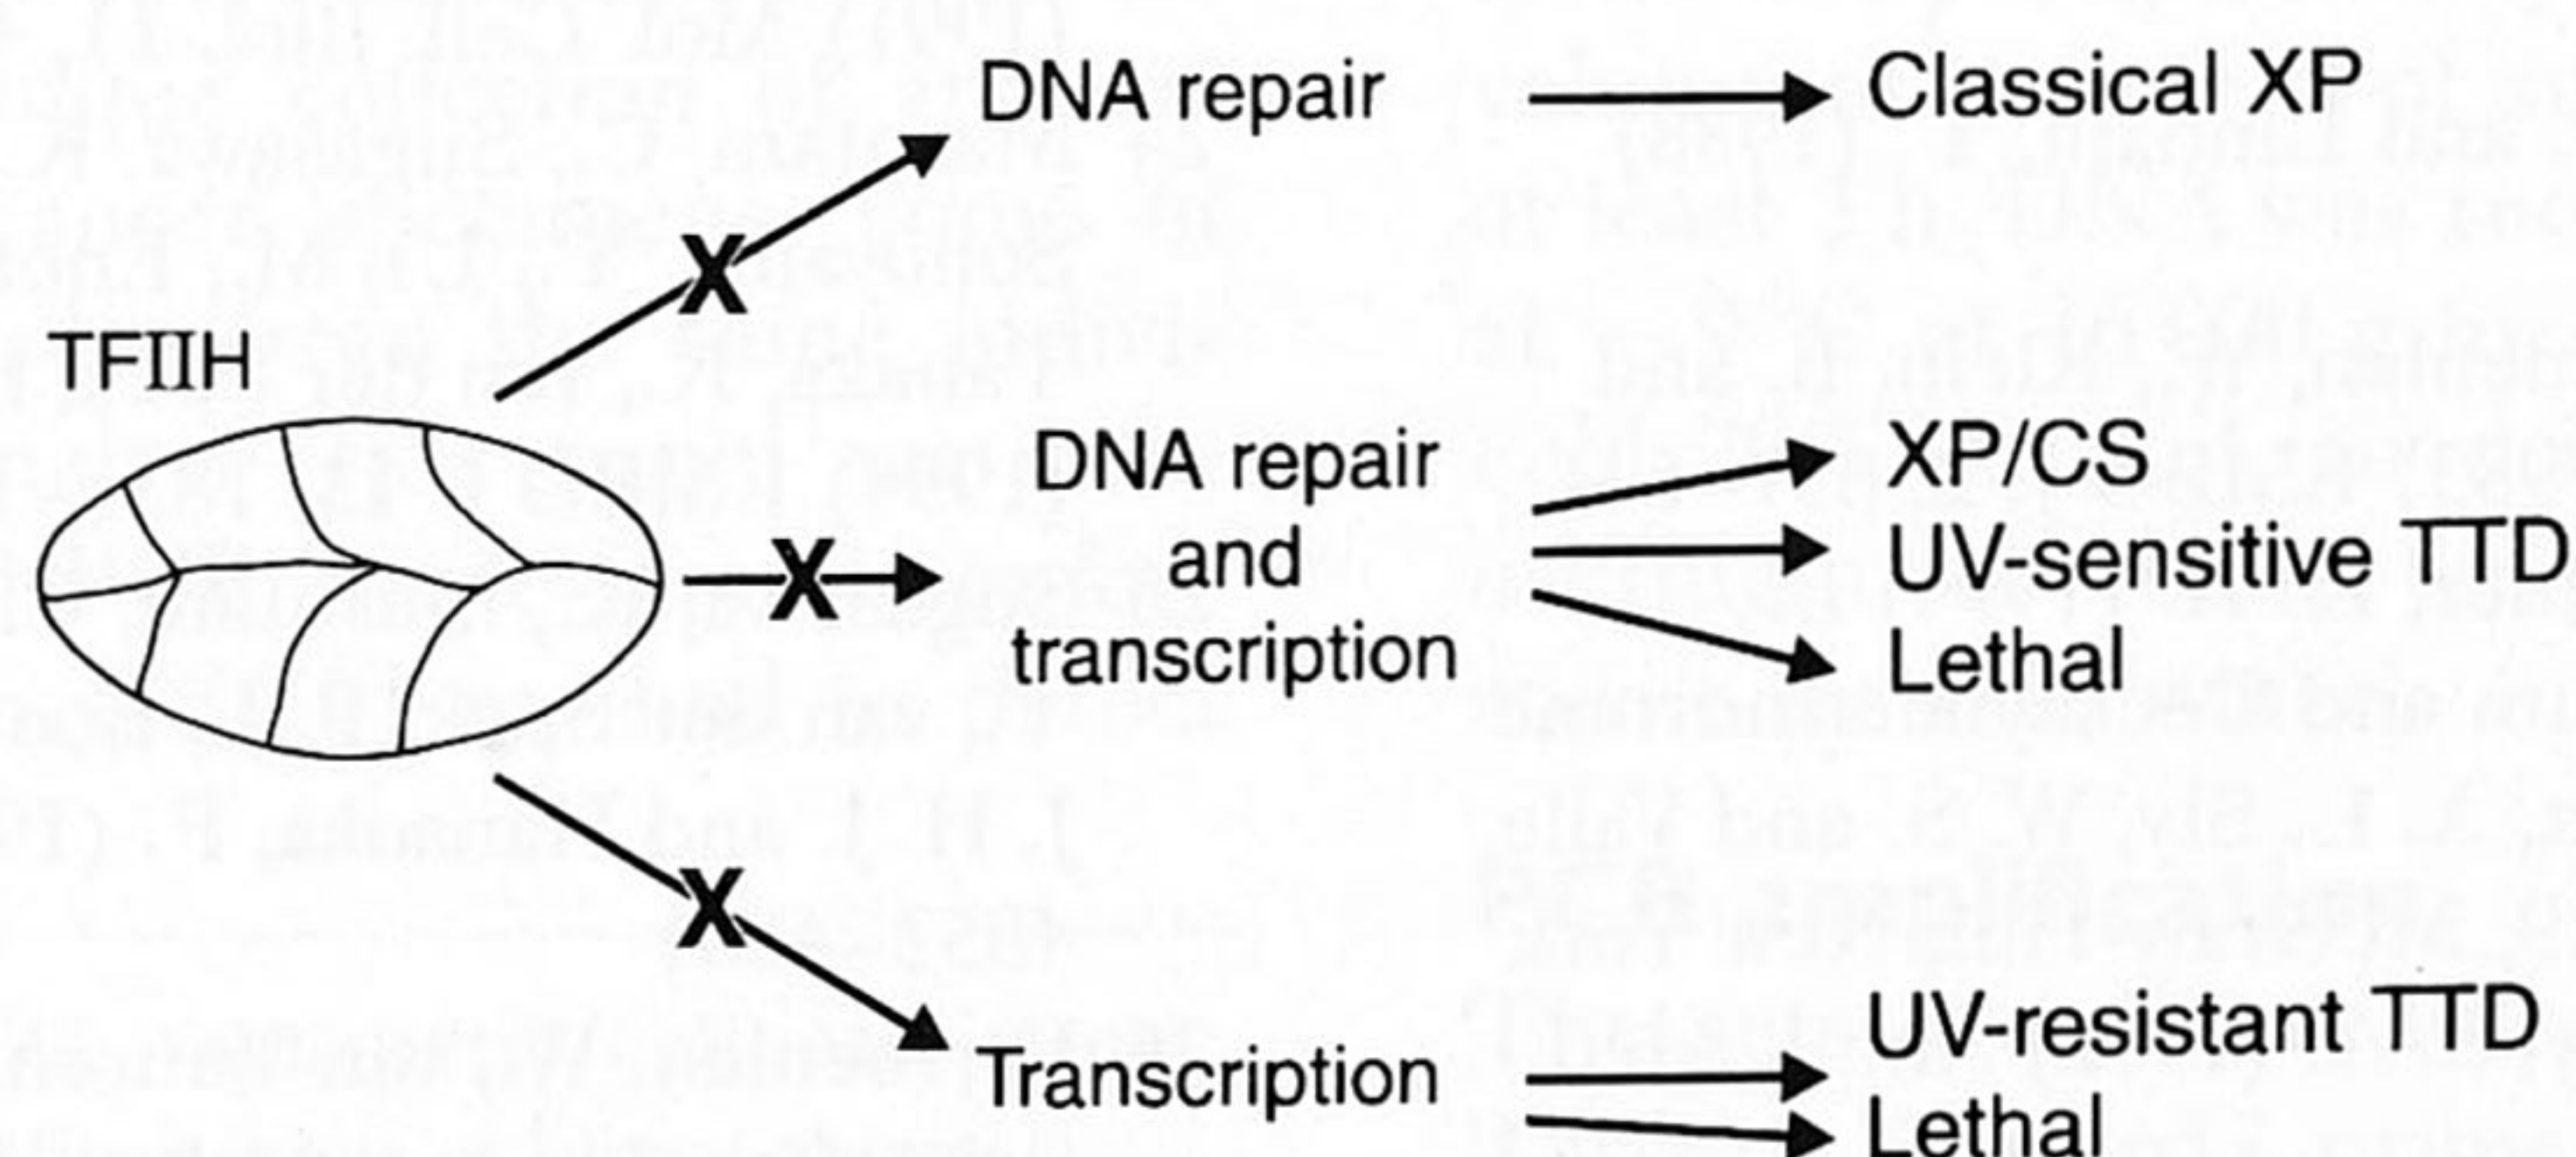 DNA repair
Classical XP
X
TFIIH
DNA repair
and
transcription
X
XP/CS
UV-sensitive TTD
Lethal
X
Transcription
UV-resistant TTD
Lethal